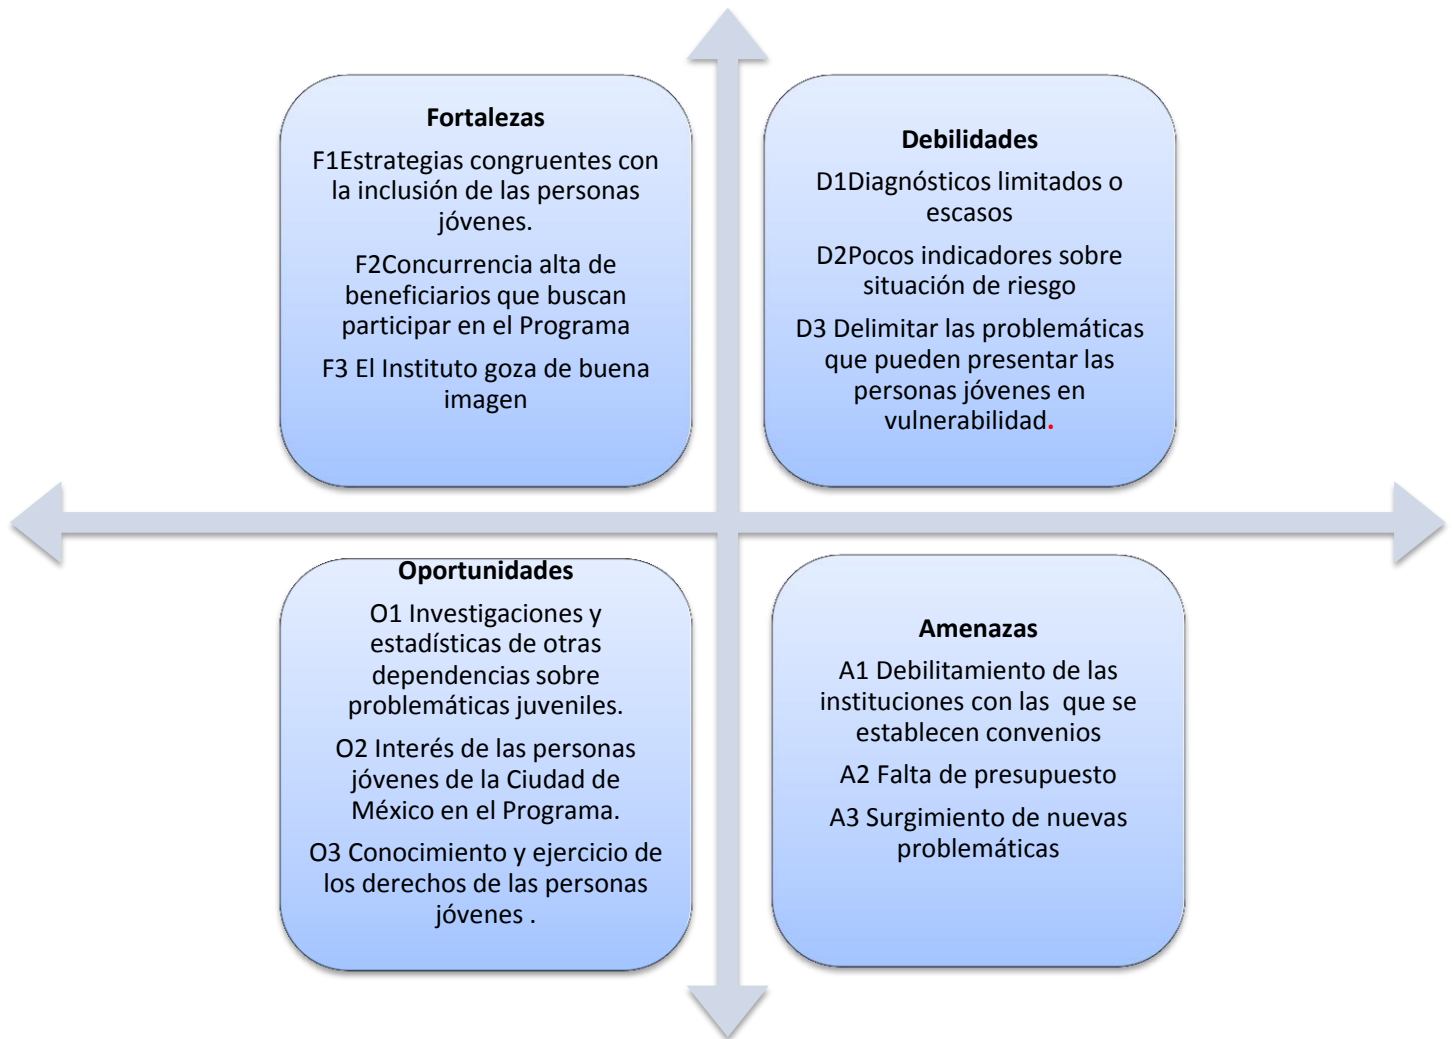 Fortalezas
F1Estrategias congruentes con
la inclusión de las personas
jóvenes.
F2Concurrencia alta de
beneficiarios que buscan
participar en el Programa
F3 El Instituto goza de buena
imagen
Debilidades
D1Diagnósticos limitados o
escasos
D2Pocos indicadores sobre
situación de riesgo
D3 Delimitar las problemáticas
que pueden presentar las
personas jóvenes en
vulnerabilidad.
Oportunidades
O1 Investigaciones y
estadísticas de otras
dependencias sobre
problemáticas juveniles.
O2 Interés de las personas
jóvenes de la Ciudad de
México en el Programa.
O3 Conocimiento y ejercicio de
los derechos de las personas
jóvenes .
Amenazas
A1 Debilitamiento de las
instituciones con las  que se
establecen convenios
A2 Falta de presupuesto
A3 Surgimiento de nuevas
problemáticas